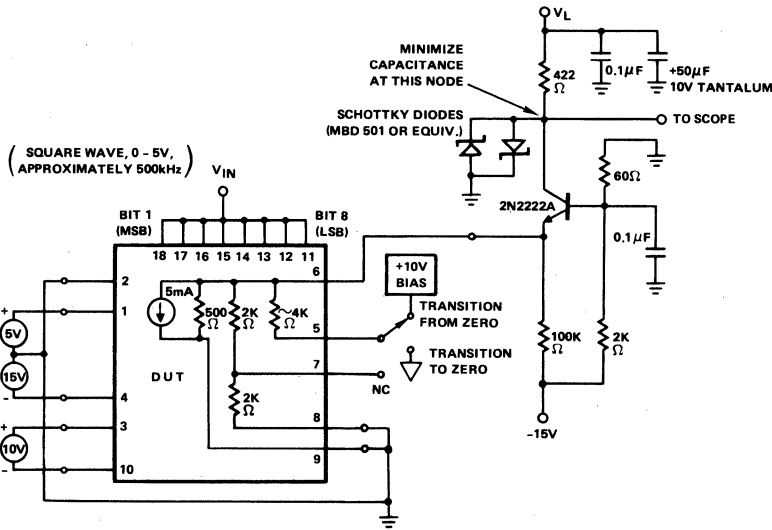 VL
MINIMIZE
CAPACITANCE
AT THIS NODE
422
Ω
0.1μF
+50μF
10V TANTALUM
SCHOTTKY DIODES
(MBD 501 OR EQUIV.)
TO SCOPE
(SQUARE WAVE, 0 – 5V,
APPROXIMATELY 500kHz)
VIN
60Ω
2N2222A
0.1μF
BIT 1
(MSB)
BIT 8
(LSB)
18 17 16 15 14 13 12 11
6
2
+10V
BIAS
5mA
500
Ω
2K
Ω
~4K
Ω
+
1
5
TRANSITION
FROM ZERO
5V
100K
Ω
2K
Ω
TRANSITION
TO ZERO
15V
DUT
7
NC
-
4
2K
Ω
8
+
3
-15V
10V
9
-
10